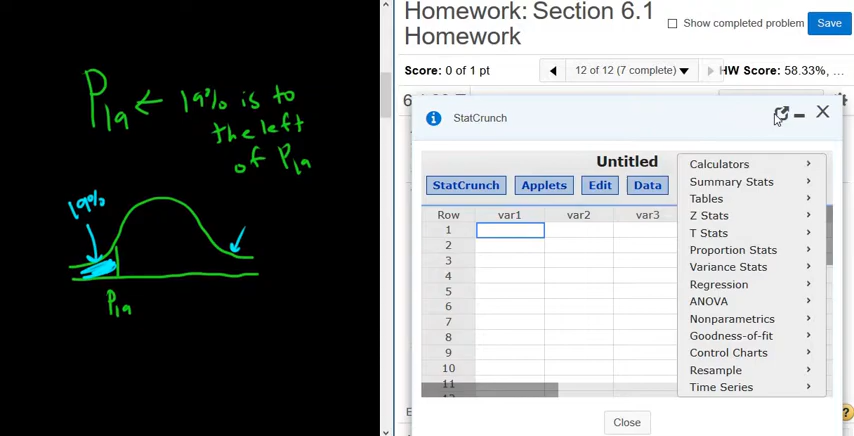 P19 ← 19% is to
the left
of P19
19%
P19
Homework: Section 6.1
Homework
Show completed problem
Save
Score: 0 of 1 pt
12 of 12 (7 complete)
HW Score: 58.33%, ...
StatCrunch
Untitled
StatCrunch
Applets
Edit
Data
Row
var1
var2
var3
1
2
3
4
5
6
7
8
9
10
11
Calculators
Summary Stats
Tables
Z Stats
T Stats
Proportion Stats
Variance Stats
Regression
ANOVA
Nonparametrics
Goodness-of-fit
Control Charts
Resample
Time Series
Close